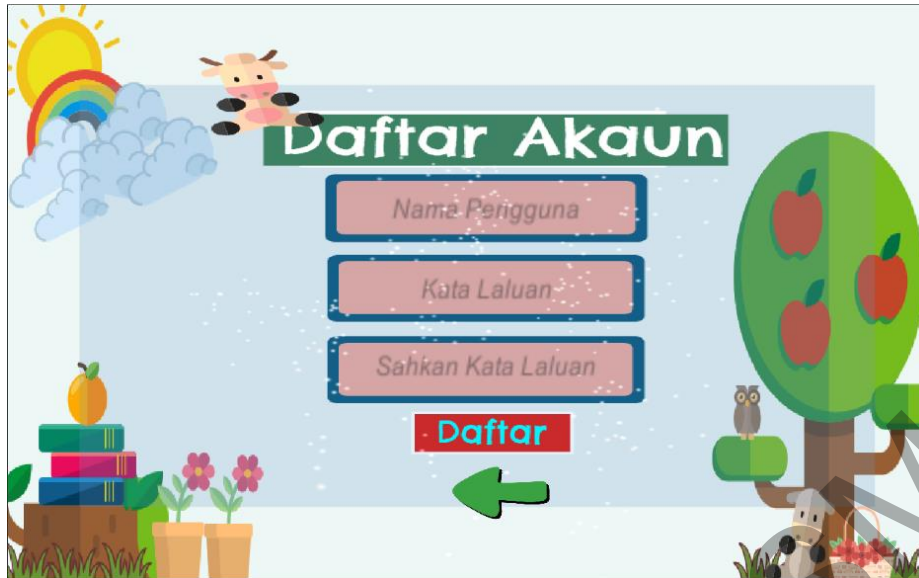 Daftar Akaun
Nama Pengguna
Kata Laluan
Sahkan Kata Laluan
Daftar